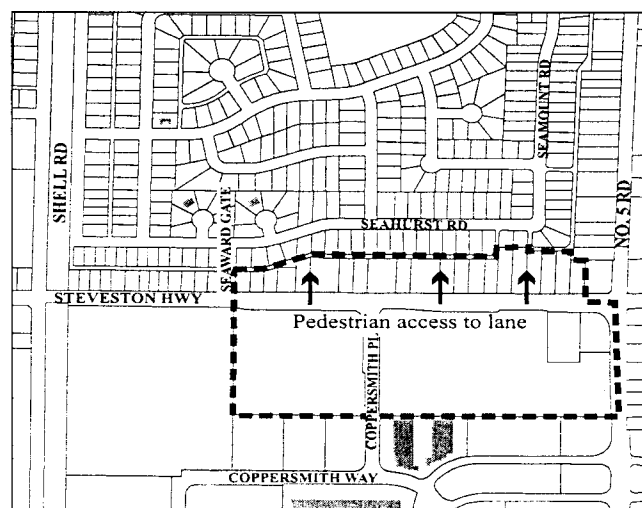 SHELL RD
SEAMOUNT RD
NO. 5 RD
SEAWARD GATE
SEAHURST RD
STEVESTON HWY
Pedestrian access to lane
COPPERSMITH PL
COPPERSMITH WAY